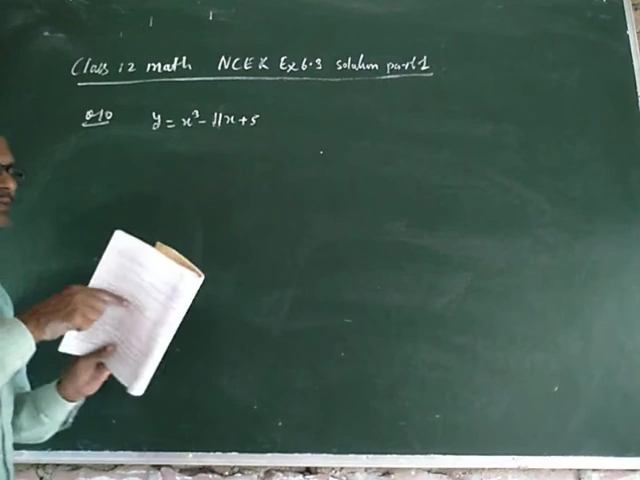 Class 12 math NCER Ex 6.3 solution part 1
Q10 y = x³ - 11x + 5